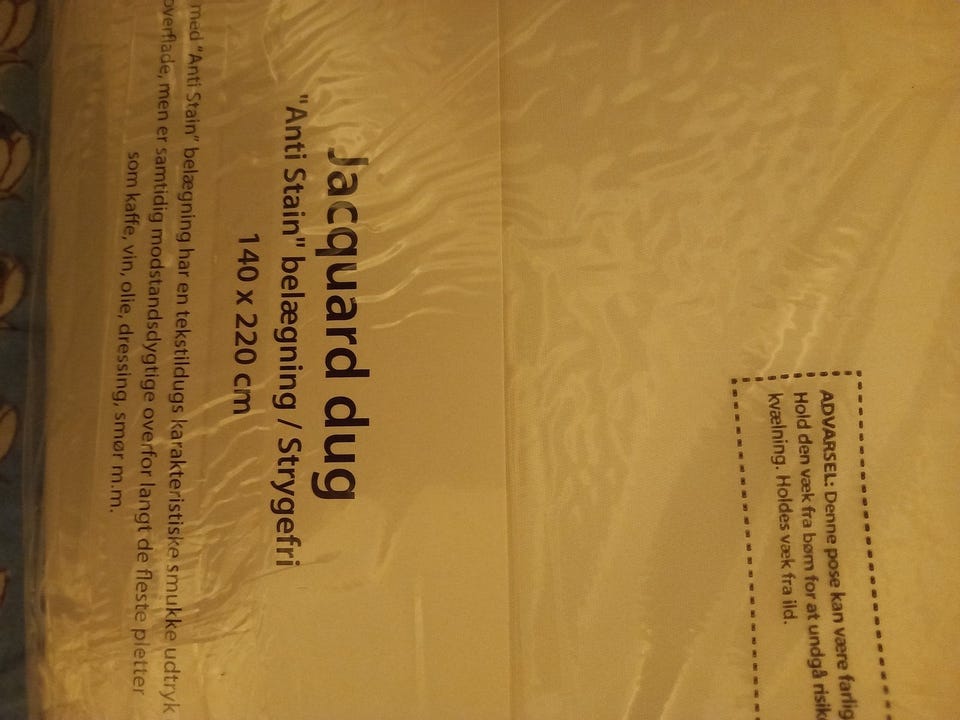 ADVARSEL: Denne pose kan være farlig
Hold den væk fra børn for at undgå
kvælning. Holdes væk fra ild.
Jacquard dug
"Anti Stain" belægning / Strygefri
140 x 220 cm
med "Anti Stain" belægning har en tekstildugs karakteristiske smukke udtryk
overflade, men er samtidig modstandsdygtige overfor langt de fleste pletter
som kaffe, vin, olie, dressing, smør m.m.